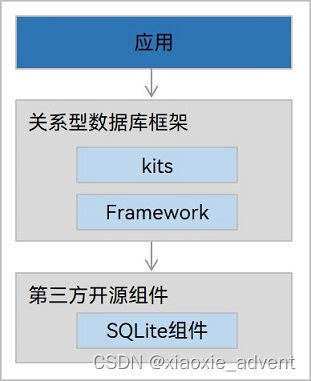 应用
关系型数据库框架
kits
Framework
第三方开源组件
SQLite组件
CSDN @xiaoxie_advent